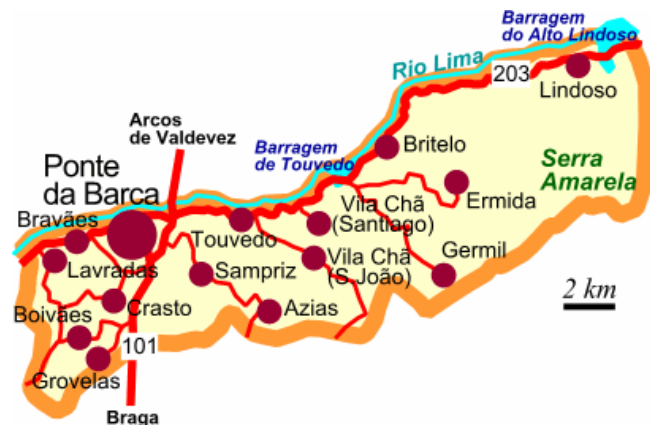 Barragem
do Alto Lindoso
Rio Lima
203
Lindoso
Arcos
de Valdevez
Barragem
de Touvedo
Britelo
Serra
Amarela
Ponte
da Barca
Ermida
Bravães
Vila Chã
(Santiago)
Touvedo
Lavradas
Sampriz
Vila Chã
(S.João)
Germil
2 km
Boivães
Crasto
Azias
101
Grovelas
Braga